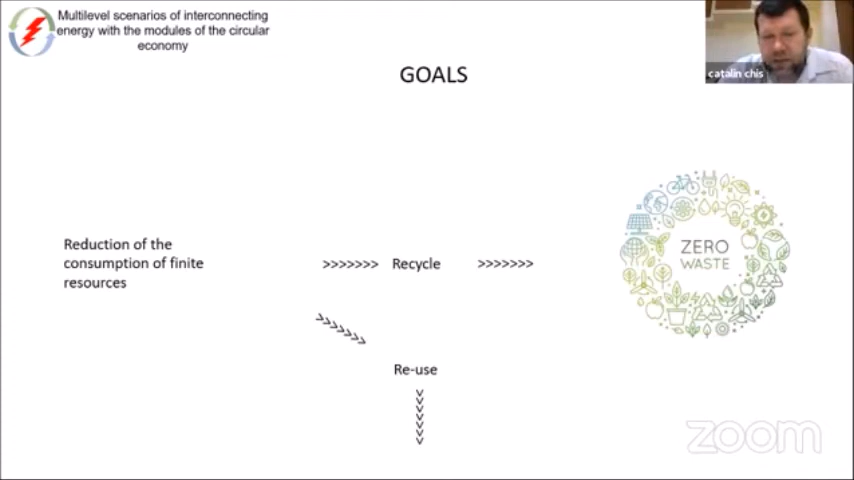 Multilevel scenarios of interconnecting
energy with the modules of the circular
economy
catalin chis
GOALS
Reduction of the
consumption of finite
resources
>>>>>>> Recycle >>>>>>>
ZERO
WASTE
>>>>>>>
Re-use
>>>>>>>
zoom